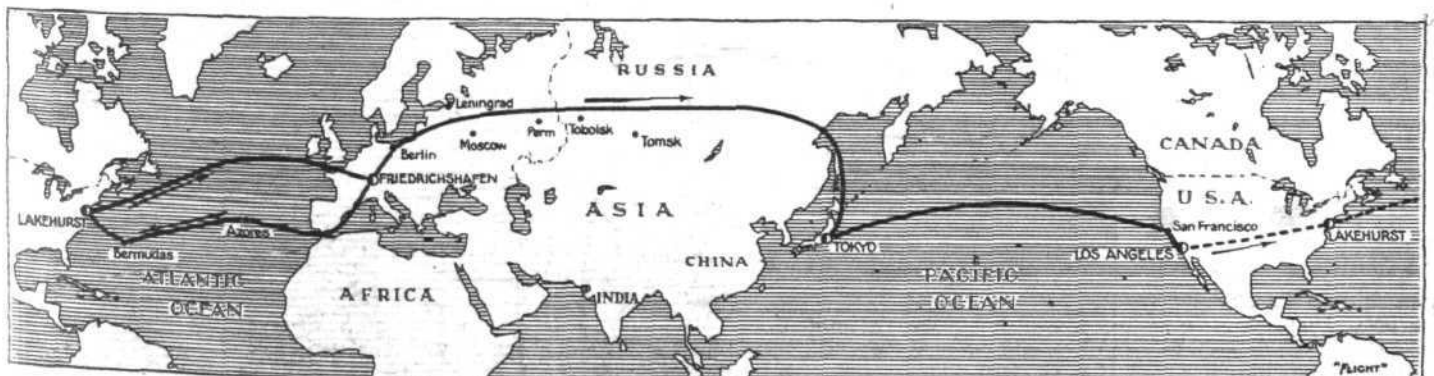 RUSSIA
Leningrad
Moscow
Perm
Tobolsk
Tomsk
Berlin
FRIEDRICHSHAFEN
LAKEHURST
Azores
Bermudas
ATLANTIC
OCEAN
AFRICA
ASIA
CHINA
INDIA
TOKYO
PACIFIC
OCEAN
CANADA
U.S.A.
San Francisco
LOS ANGELES
LAKEHURST
"FLIGHT"